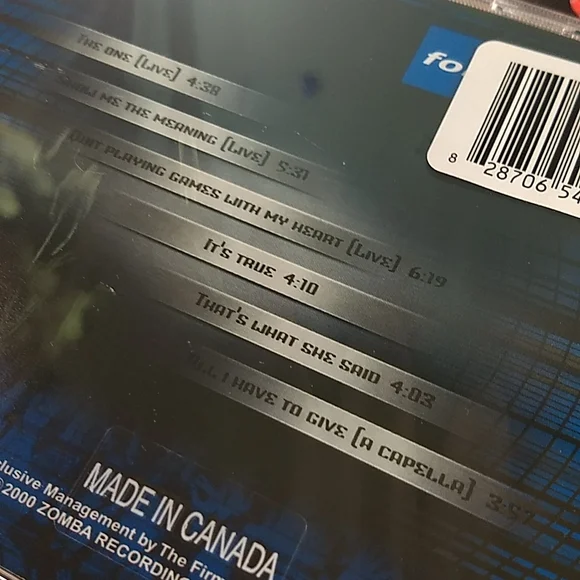 THE ONE [LIVE] 4:38
ME THE MEANING [LIVE] 5:31
QUIT PLAYING GAMES WITH MY HEART [LIVE] 6:19
IT'S TRUE 4:10
THAT'S WHAT SHE SAID 4:03
ALL I HAVE TO GIVE [A CAPELLA] 3:57
fo
8 28706 54
MADE IN CANADA
clusive Management by The Firm
©2000 ZOMBA RECORDING